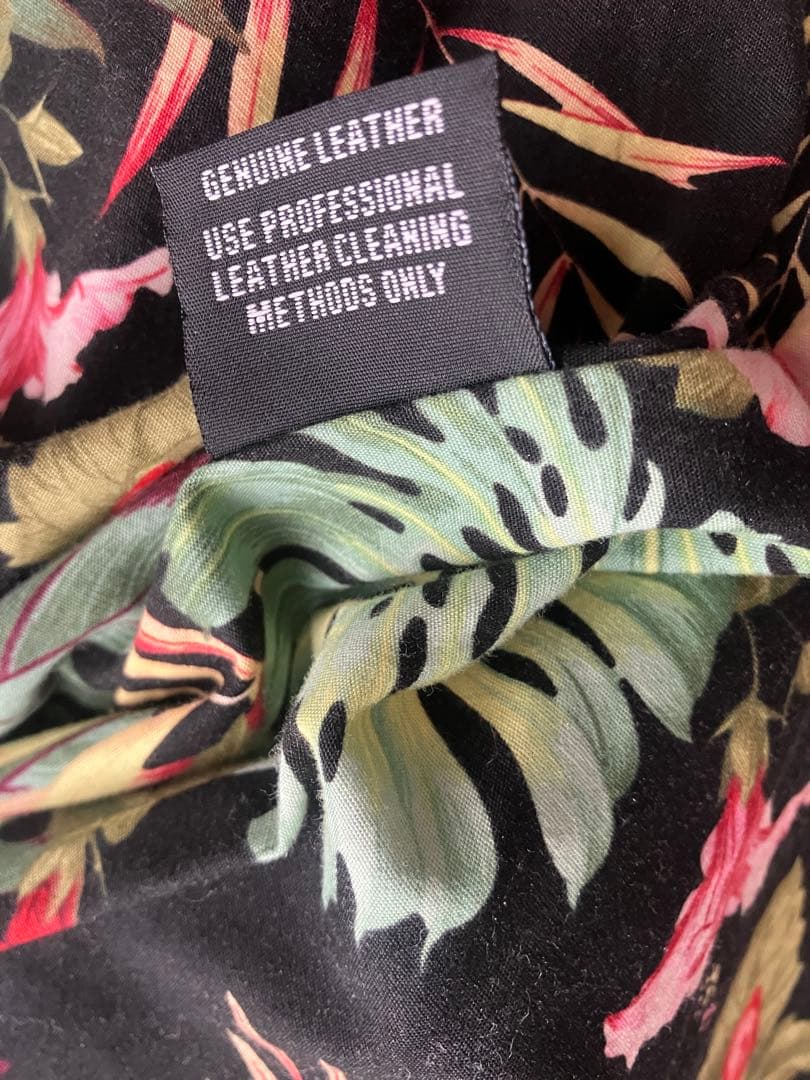 GENUINE LEATHER
USE PROFESSIONAL
LEATHER CLEANING
METHODS ONLY